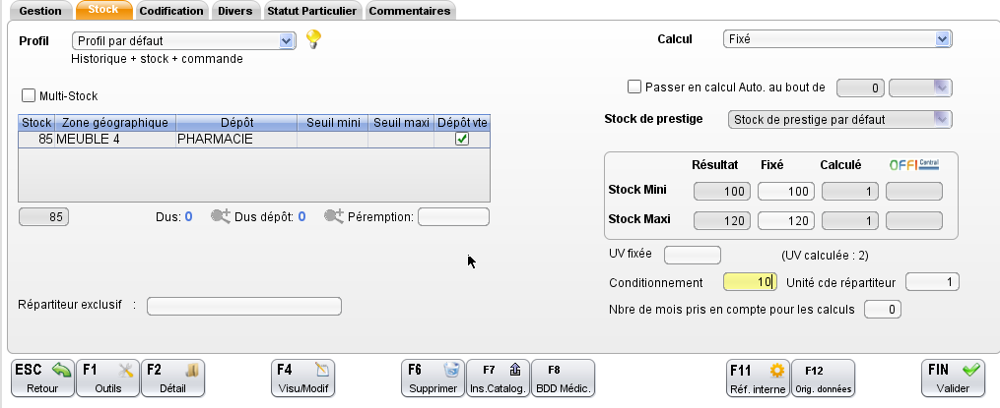 Gestion Stock Codification Divers Statut Particulier Commentaires
Profil Profil par défaut Calcul Fixé
Historique + stock + commande
Multi-Stock Passer en calcul Auto. au bout de 0
Stock de prestige Stock de prestige par défaut
Stock Zone géographique Dépôt Seuil mini Seuil maxi Dépôt vte
85 MEUBLE 4 PHARMACIE
Résultat Fixé Calculé OFFI Central
Stock Mini 100 100 1
Stock Maxi 120 120 1
85 Dus: 0 Dus dépôt: 0 Péremption:
UV fixée (UV calculée : 2)
Conditionnement 10 Unité cde répartiteur 1
Répartiteur exclusif : Nbre de mois pris en compte pour les calculs 0
ESC F1 F2 F4 F6 F7 F8 F11 F12 FIN
Retour Outils Détail Visu/Modif Supprimer Ins.Catalog. BDD Médic. Réf. interne Orig. données Valider